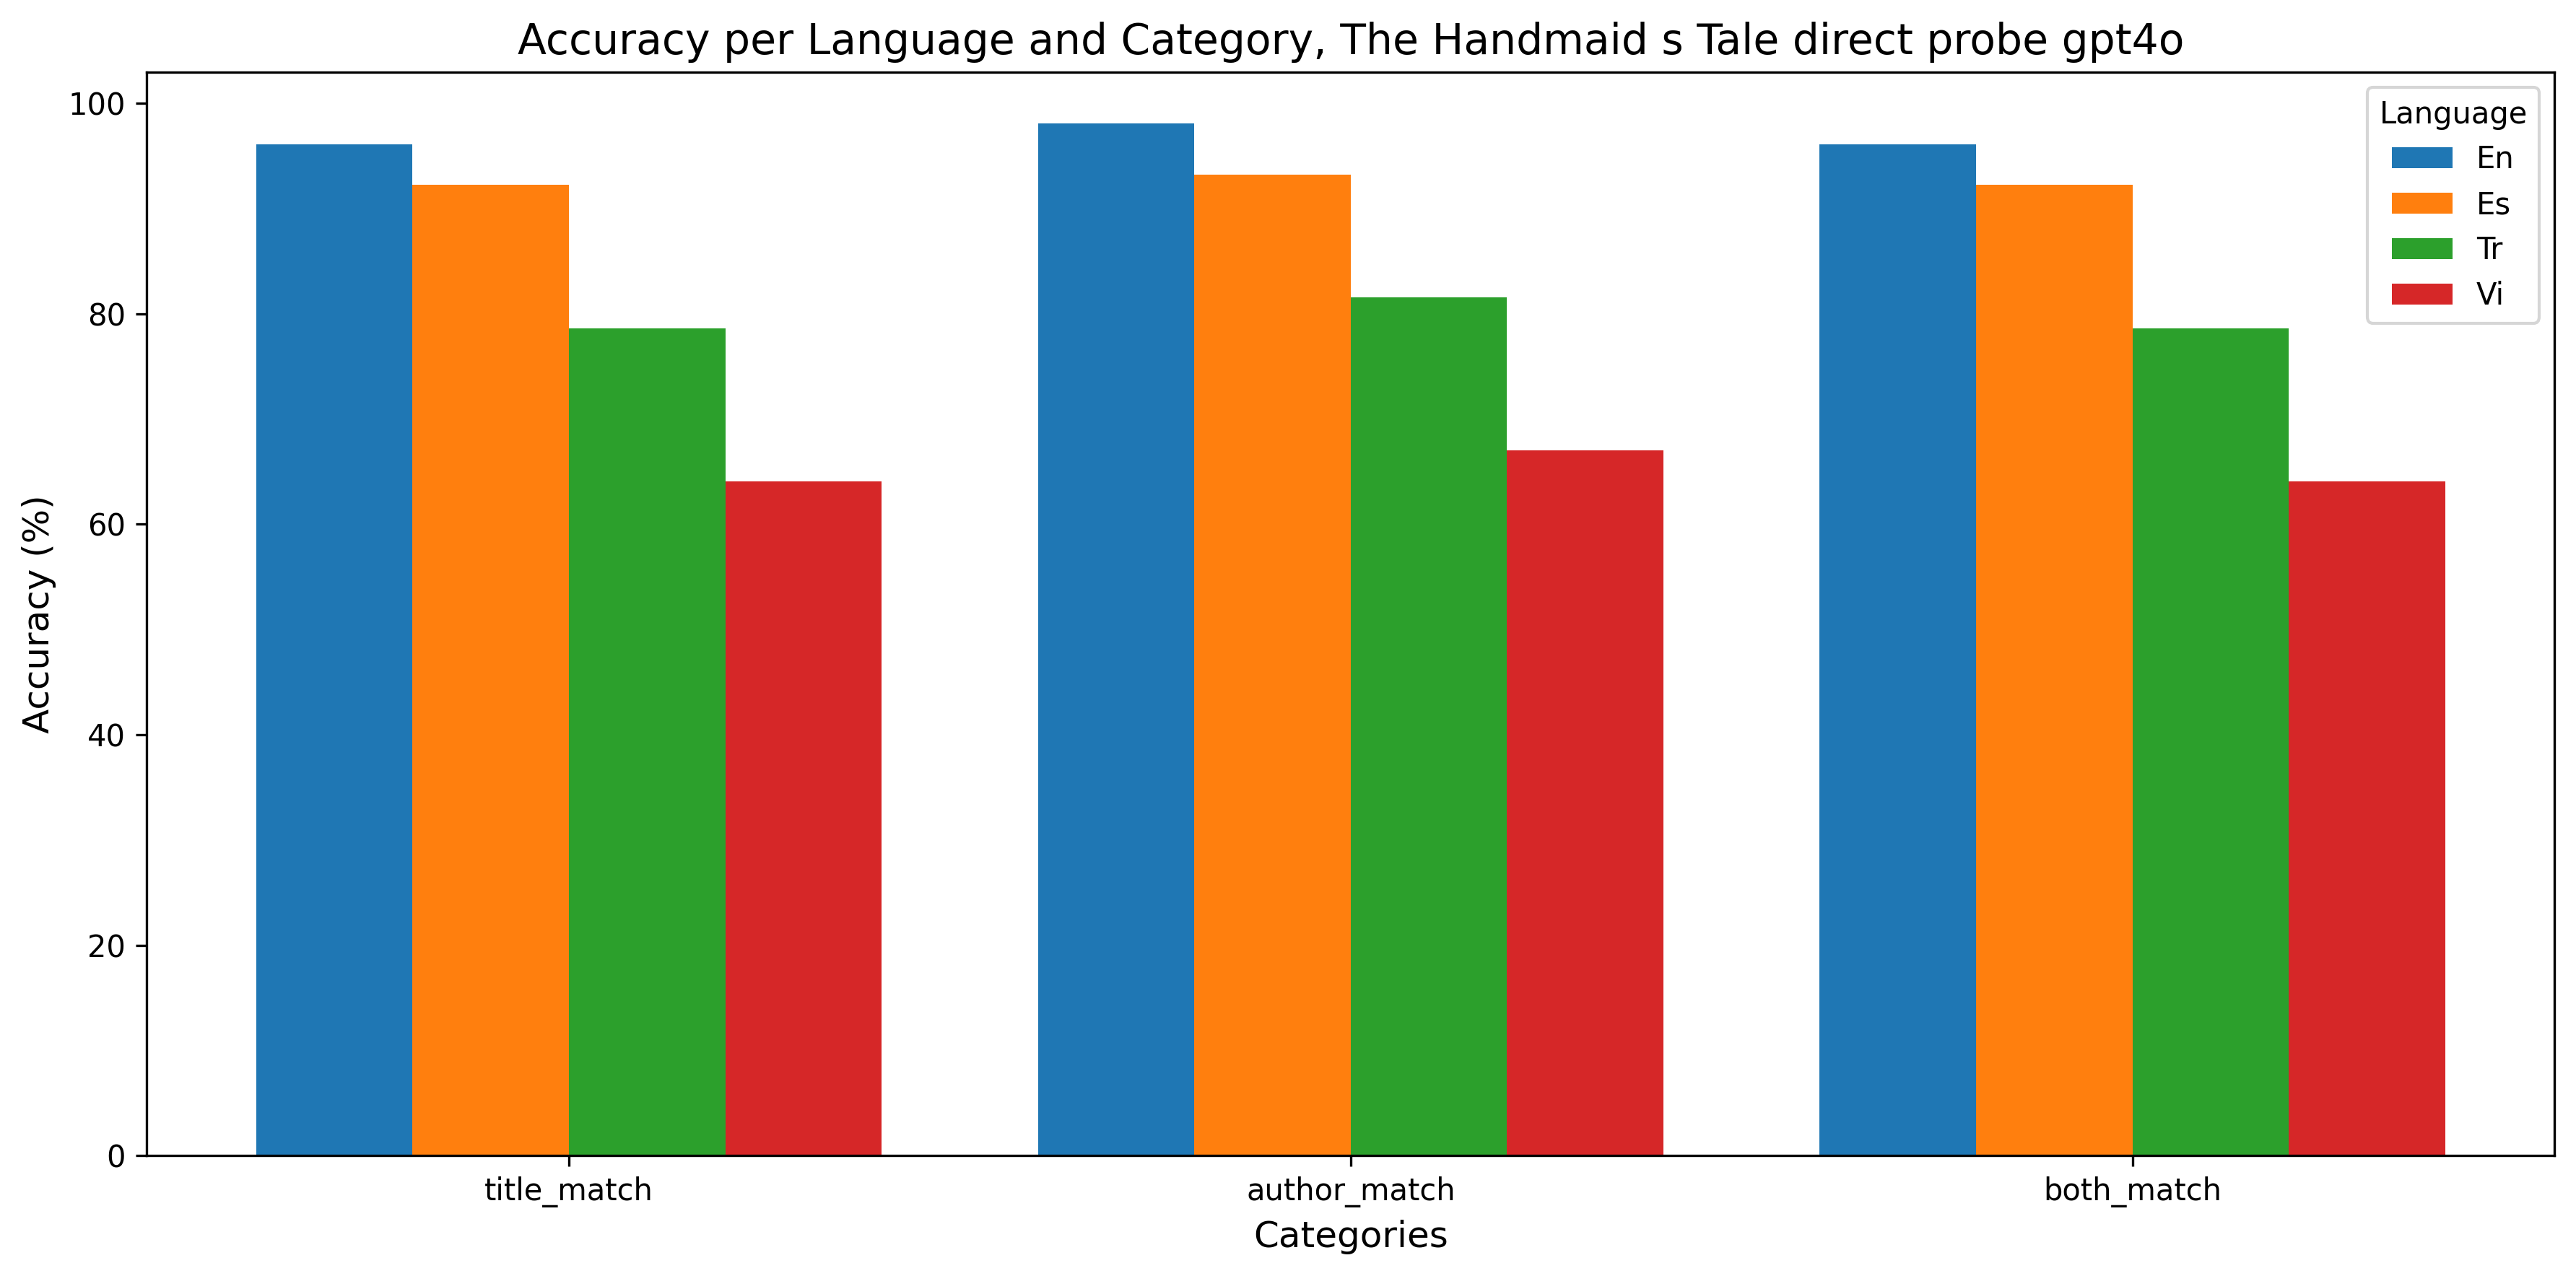 Accuracy per Language and Category, The Handmaid s Tale direct probe gpt4o
Language
En
Es
Tr
Vi
Accuracy (%)
100
80
60
40
20
0
title_match
author_match
both_match
Categories